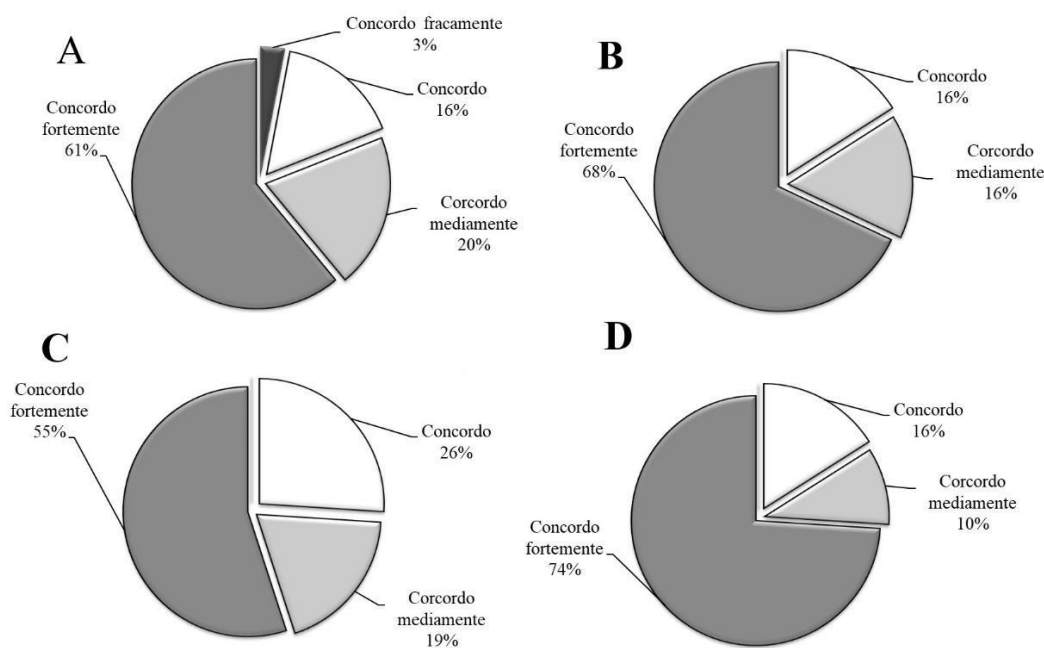 A
Concordo fracamente
3%
Concordo
16%
Corcordo
mediamente
20%
Concordo
fortemente
61%
B
Concordo
16%
Corcordo
mediamente
16%
Concordo
fortemente
68%
C
Concordo
26%
Corcordo
mediamente
19%
Concordo
fortemente
55%
D
Concordo
16%
Corcordo
mediamente
10%
Concordo
fortemente
74%